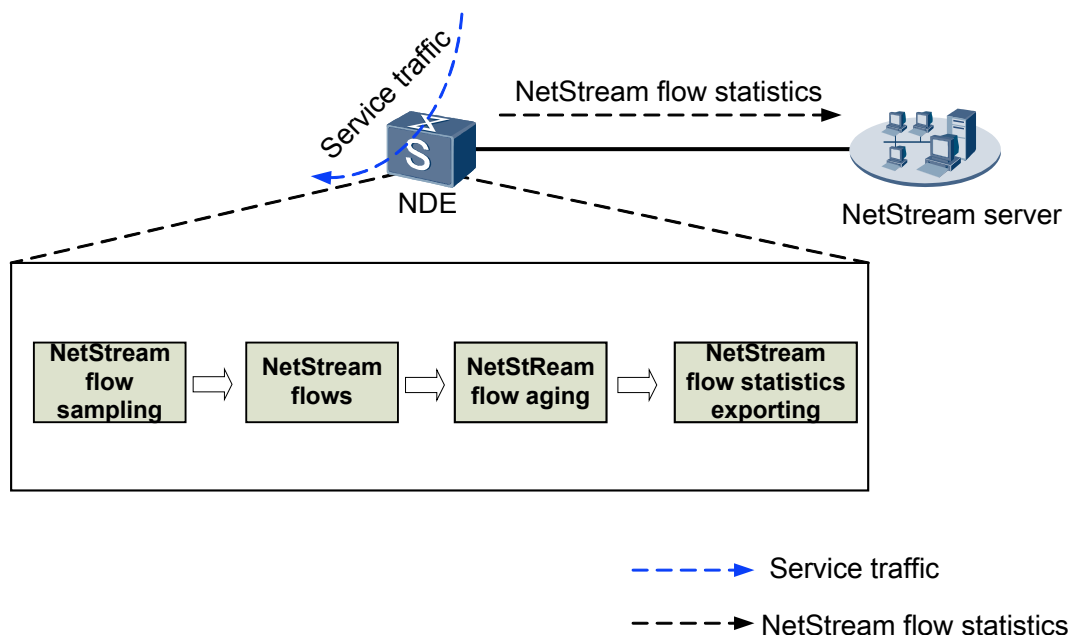 Service traffic
NetStream flow statistics
S
NDE
NetStream server
NetStream
flow
sampling
NetStream
flows
NetStReam
flow aging
NetStream
flow statistics
exporting
Service traffic
NetStream flow statistics